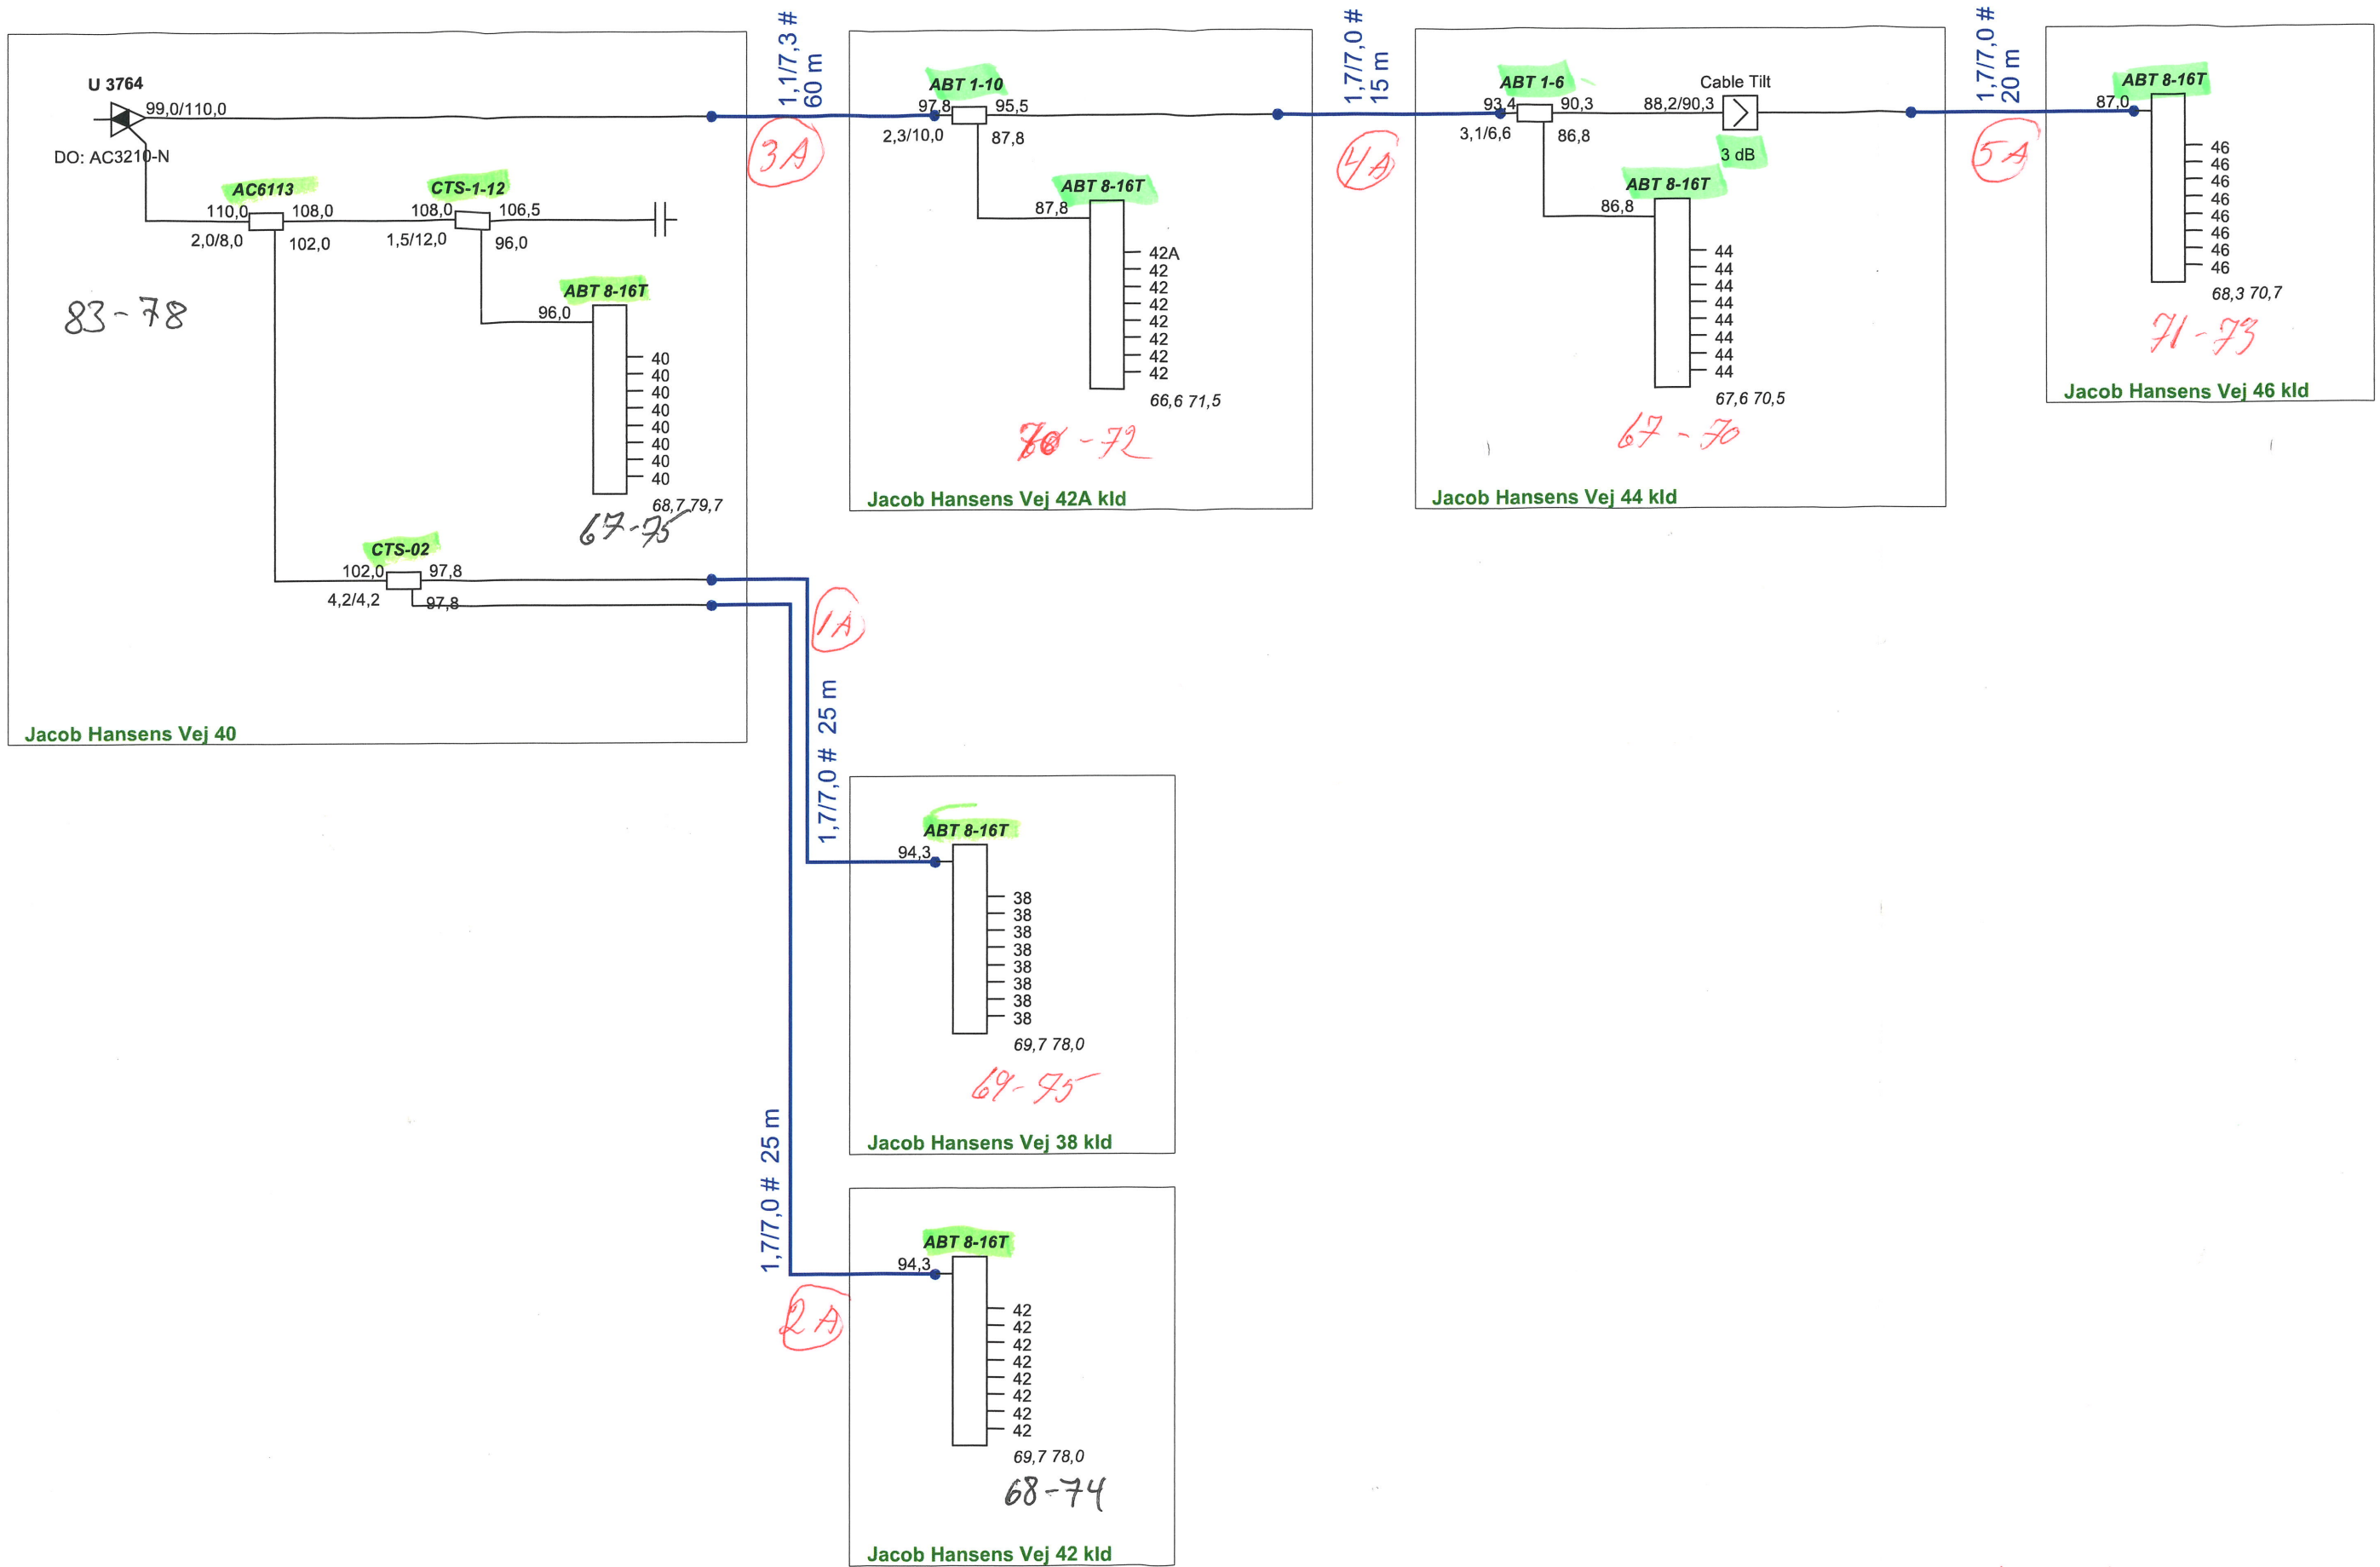 U 3764
99,0/110,0
DO: AC3210-N
AC6113
110,0
108,0
2,0/8,0
102,0
CTS-1-12
108,0
106,5
1,5/12,0
96,0
83-78
ABT 8-16T
96,0
40
40
40
40
40
40
40
40
68,7 79,7
67-75
CTS-02
102,0
97,8
4,2/4,2
97,8
Jacob Hansens Vej 40
1,1/7,3 #
60 m
3A
ABT 1-10
97,8
95,5
2,3/10,0
87,8
ABT 8-16T
87,8
42A
42
42
42
42
42
42
42
66,6 71,5
70 - 72
Jacob Hansens Vej 42A kld
1,7/7,0 #
15 m
4A
ABT 1-6
93,4
90,3
3,1/6,6
86,8
Cable Tilt
88,2/90,3
3 dB
ABT 8-16T
86,8
44
44
44
44
44
44
44
44
67,6 70,5
67 - 70
Jacob Hansens Vej 44 kld
1,7/7,0 #
20 m
5A
ABT 8-16T
87,0
46
46
46
46
46
46
46
46
68,3 70,7
71-73
Jacob Hansens Vej 46 kld
1A
1,7/7,0 # 25 m
ABT 8-16T
94,3
38
38
38
38
38
38
38
38
69,7 78,0
69-75
Jacob Hansens Vej 38 kld
1,7/7,0 # 25 m
2A
ABT 8-16T
94,3
42
42
42
42
42
42
42
42
69,7 78,0
68-74
Jacob Hansens Vej 42 kld